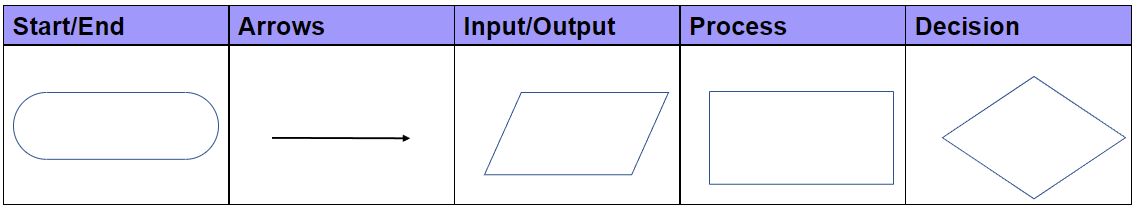 Start/End
Arrows
Input/Output
Process
Decision